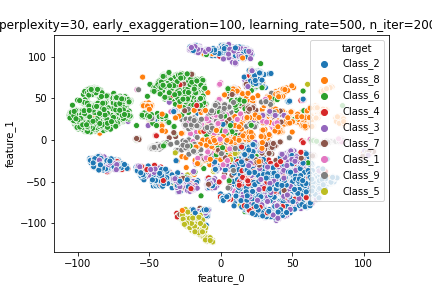 perplexity=30, early_exaggeration=100, learning_rate=500, n_iter=200
target
Class_2
Class_8
Class_6
Class_4
Class_3
Class_7
Class_1
Class_9
Class_5
feature_1
100
50
0
−50
−100
−100
−50
0
50
100
feature_0